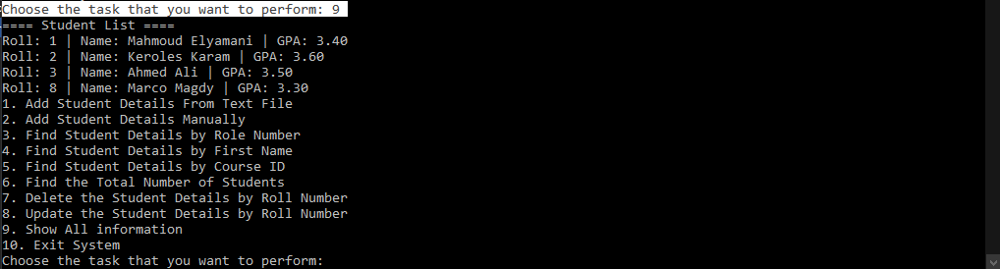 Choose the task that you want to perform: 9
==== Student List ====
Roll: 1 | Name: Mahmoud Elyamani | GPA: 3.40
Roll: 2 | Name: Keroles Karam | GPA: 3.60
Roll: 3 | Name: Ahmed Ali | GPA: 3.50
Roll: 8 | Name: Marco Magdy | GPA: 3.30
1. Add Student Details From Text File
2. Add Student Details Manually
3. Find Student Details by Role Number
4. Find Student Details by First Name
5. Find Student Details by Course ID
6. Find the Total Number of Students
7. Delete the Student Details by Roll Number
8. Update the Student Details by Roll Number
9. Show All information
10. Exit System
Choose the task that you want to perform: